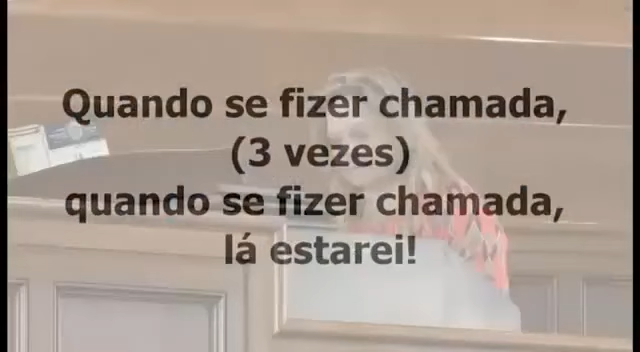 Quando se fizer chamada,
(3 vezes)
quando se fizer chamada,
lá estarei!